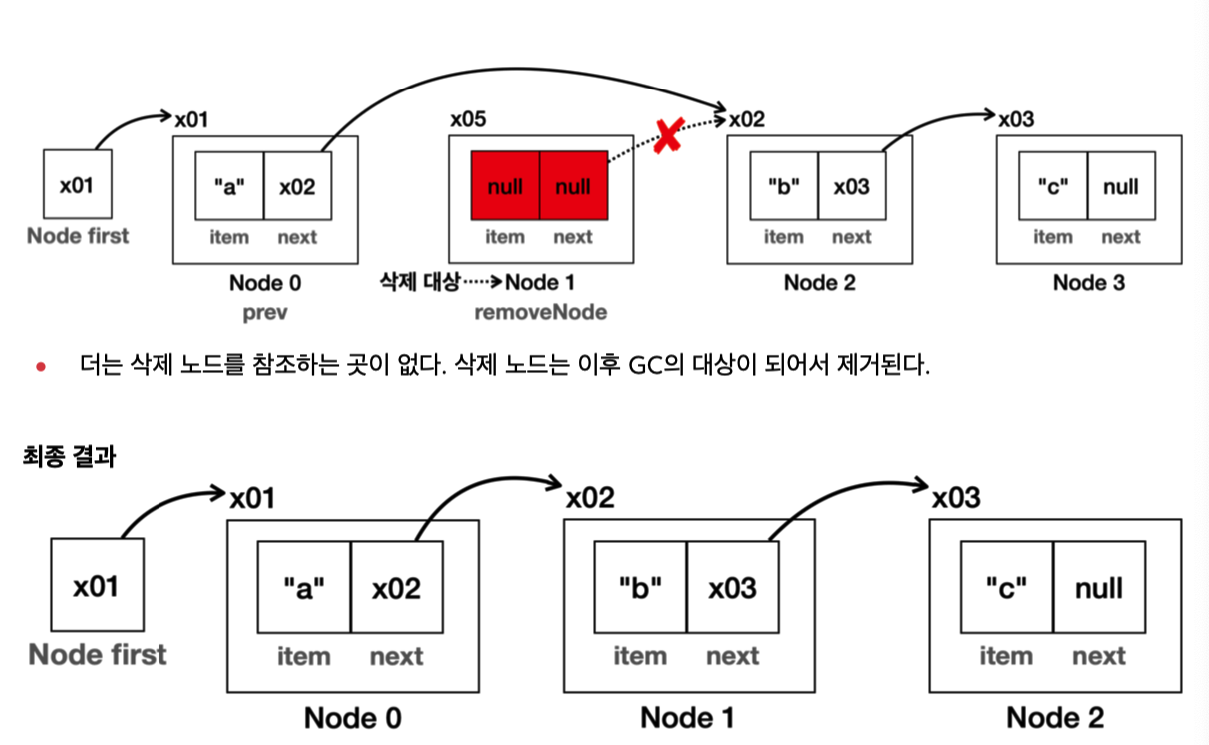 x01 x05 x02 x03
x01 "a" x02 null null "b" x03 "c" null
Node first item next item next item next item next
Node 0 삭제 대상 Node 1 Node 2 Node 3
prev removeNode
• 더는 삭제 노드를 참조하는 곳이 없다. 삭제 노드는 이후 GC의 대상이 되어서 제거된다.
최종 결과
x01 x02 x03
x01 "a" x02 "b" x03 "c" null
Node first item next item next item next
Node 0 Node 1 Node 2